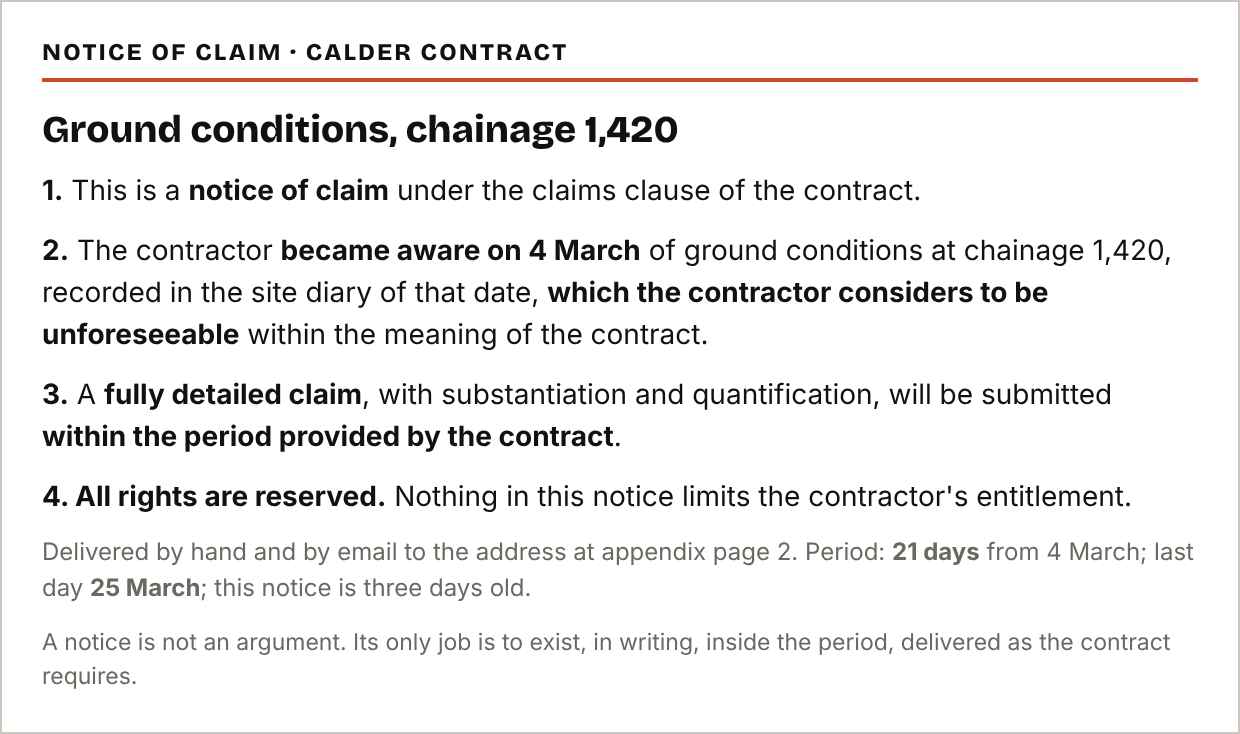 NOTICE OF CLAIM · CALDER CONTRACT
Ground conditions, chainage 1,420
1. This is a notice of claim under the claims clause of the contract.
2. The contractor became aware on 4 March of ground conditions at chainage 1,420,
recorded in the site diary of that date, which the contractor considers to be
unforeseeable within the meaning of the contract.
3. A fully detailed claim, with substantiation and quantification, will be submitted
within the period provided by the contract.
4. All rights are reserved. Nothing in this notice limits the contractor's entitlement.
Delivered by hand and by email to the address at appendix page 2. Period: 21 days from 4 March; last
day 25 March; this notice is three days old.
A notice is not an argument. Its only job is to exist, in writing, inside the period, delivered as the contract
requires.